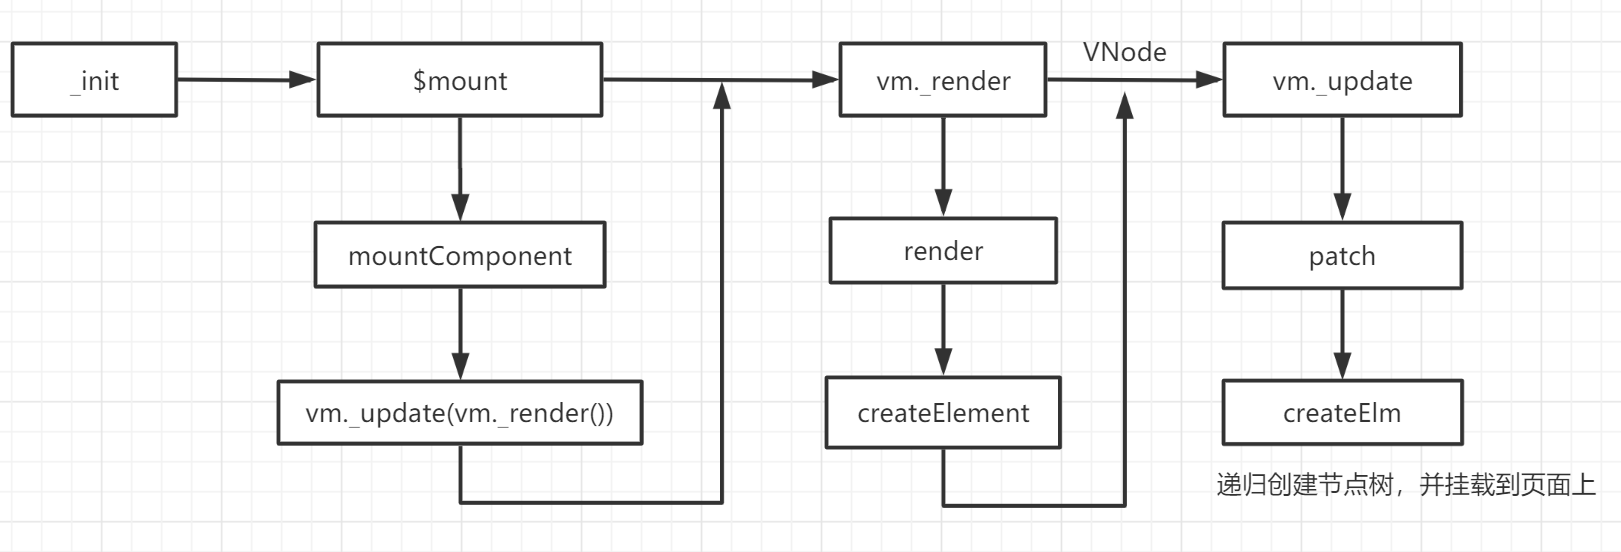 _init
$mount
vm._render
VNode
vm._update
mountComponent
render
patch
vm._update(vm._render())
createElement
createElm
递归创建节点树，并挂载到页面上